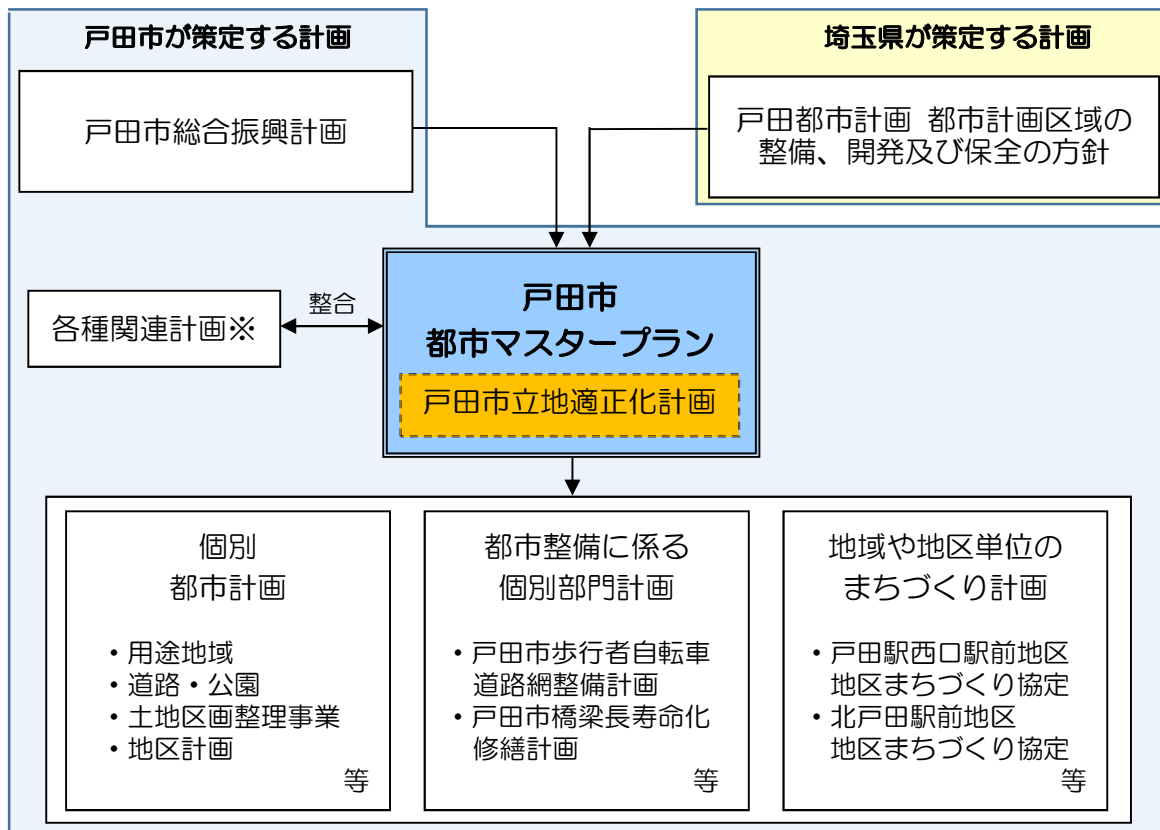 戸田市が策定する計画
埼玉県が策定する計画
戸田市総合振興計画
戸田都市計画 都市計画区域の
整備、開発及び保全の方針
各種関連計画※
整合
戸田市
都市マスタープラン
戸田市立地適正化計画
個別
都市計画
・用途地域
・道路・公園
・土地区画整理事業
・地区計画
等
都市整備に係る
個別部門計画
・戸田市歩行者自転車
道路網整備計画
・戸田市橋梁長寿命化
修繕計画
等
地域や地区単位の
まちづくり計画
・戸田駅西口駅前地区
地区まちづくり協定
・北戸田駅前地区
地区まちづくり協定
等